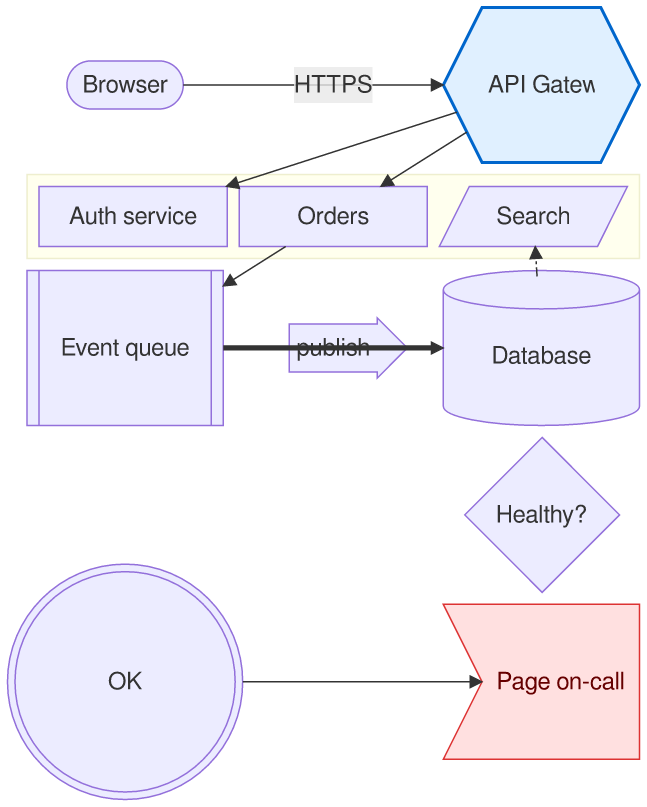 Browser
HTTPS
API Gatew
Auth service
Orders
Search
Event queue
publish
Database
Healthy?
OK
Page on-call